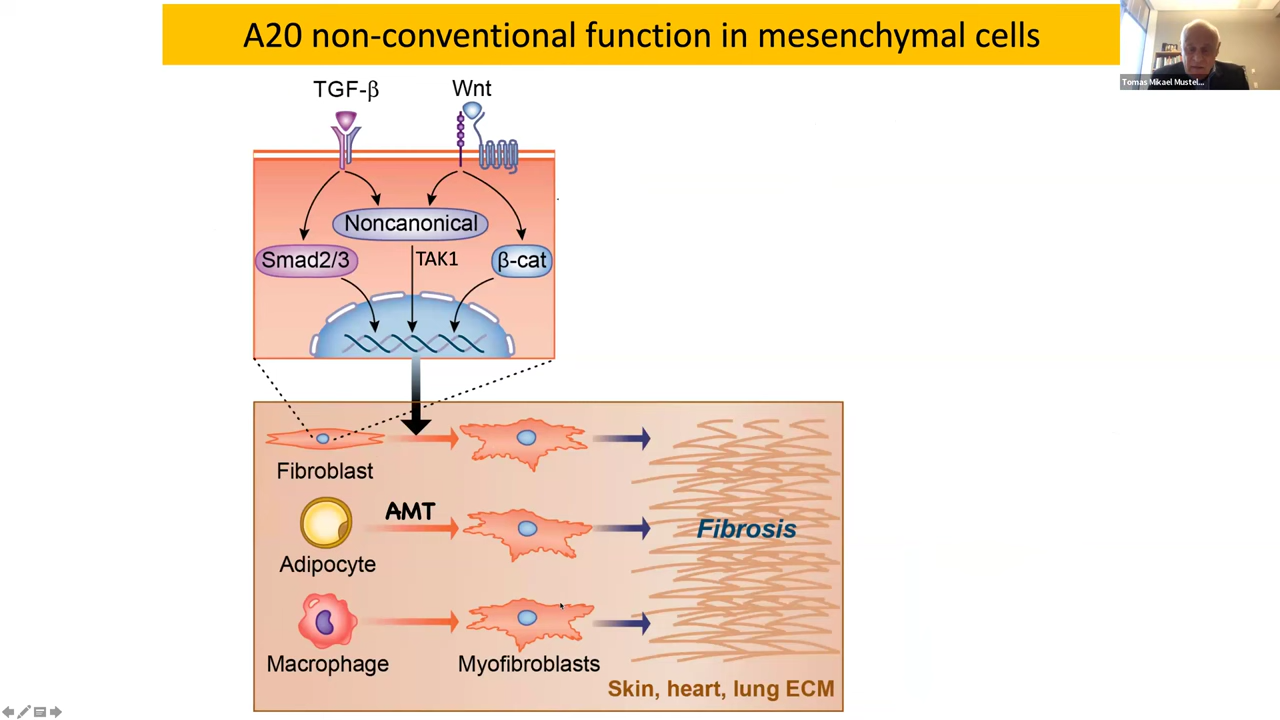 A20 non-conventional function in mesenchymal cells
Tomas Mikael Mustel...
TGF-β
Wnt
Noncanonical
Smad2/3
TAK1
β-cat
Fibroblast
AMT
Fibrosis
Adipocyte
Macrophage
Myofibroblasts
Skin, heart, lung ECM